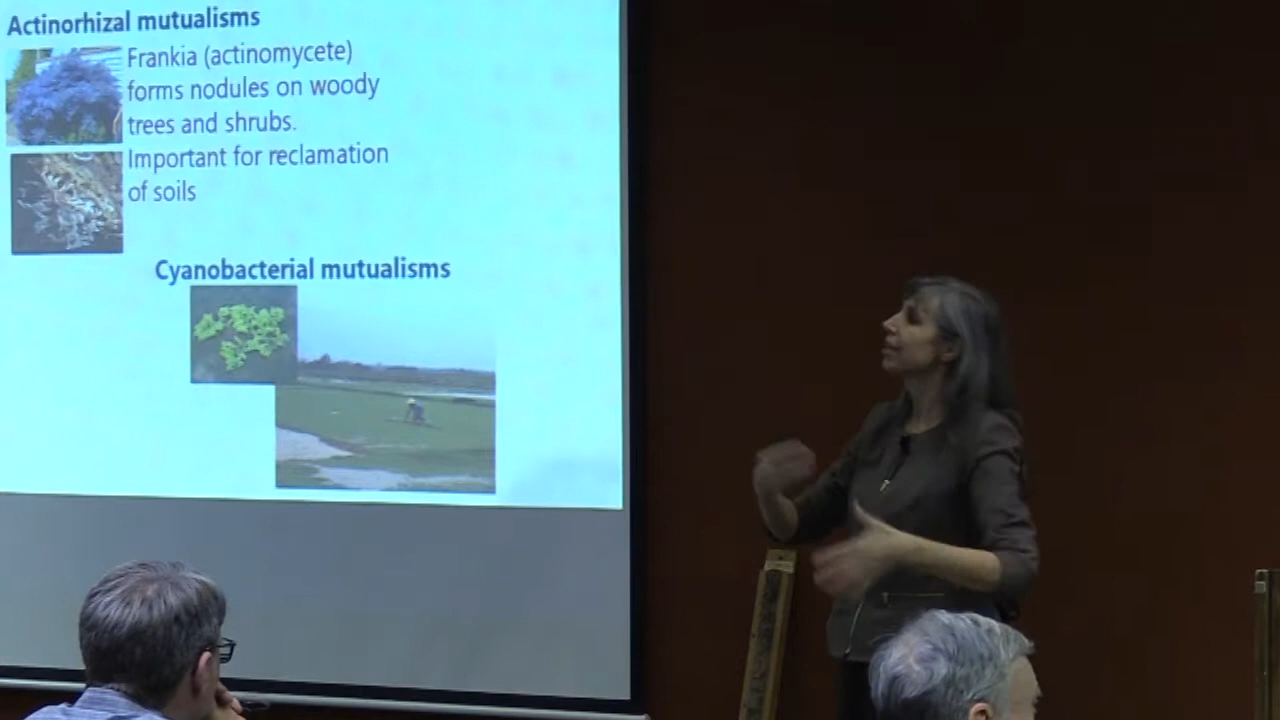 Actinorhizal mutualisms
Frankia (actinomycete)
forms nodules on woody
trees and shrubs.
Important for reclamation
of soils
Cyanobacterial mutualisms